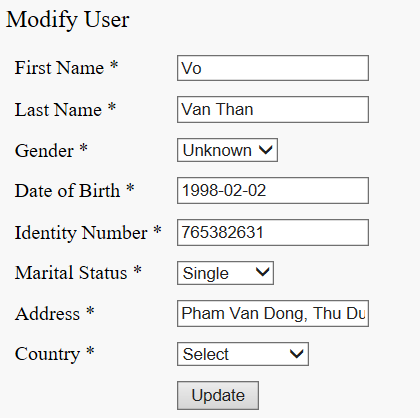 Modify User
First Name * Vo
Last Name * Van Than
Gender * Unknown
Date of Birth * 1998-02-02
Identity Number * 765382631
Marital Status * Single
Address * Pham Van Dong, Thu Du
Country * Select
Update